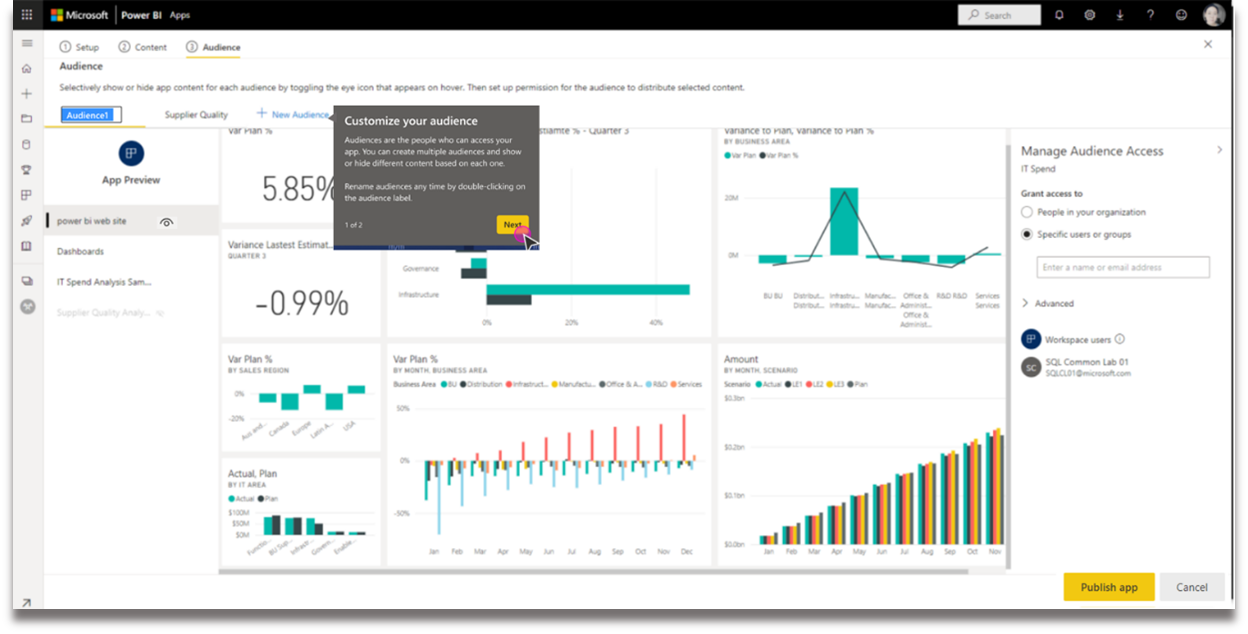 Microsoft Power BI Apps
Search
1 Setup 2 Content 3 Audience
Audience
Selectively show or hide app content for each audience by toggling the eye icon that appears on hover. Then set up permission for the audience to distribute selected content.
Audience1 Supplier Quality + New Audience
Customize your audience
Audiences are the people who can access your
app. You can create multiple audiences and show
or hide different content based on each one.
Rename audiences any time by double-clicking on
the audience label.
1 of 2
Next
App Preview
power bi web site
Dashboards
IT Spend Analysis Sam...
Supplier Quality Analy...
Var Plan %
5.85%
Variance Lastest Estimat...
QUARTER 3
-0.99%
% - Quarter 3
Governance
Infrastructure
0% 20% 40%
Variance to Plan, Variance to Plan %
BY BUSINESS AREA
Var Plan Var Plan %
20M
0M
BU BU Distribut... Infrastru... Manufac... Office & R&D R&D Services
Distribut... Infrastru... Manufac... Administ... Services
Office &
Administ...
Var Plan %
BY SALES REGION
0%
-20%
Aus and... Canada Europe Latin A... USA
Actual, Plan
BY IT AREA
Actual Plan
$100M
$50M
$0M
Functio... BU Sup... Infrastr... Govern... Enable...
Var Plan %
BY MONTH, BUSINESS AREA
Business Area BU Distribution Infrastruct... Manufactu... Office & A... R&D Services
50%
0%
-50%
Jan Feb Mar Apr May Jun Jul Aug Sep Oct Nov Dec
Amount
BY MONTH, SCENARIO
Scenario Actual LE1 LE2 LE3 Plan
$0.3bn
$0.2bn
$0.1bn
$0.0bn
Jan Feb Mar Apr May Jun Jul Aug Sep Oct Nov
Manage Audience Access
IT Spend
Grant access to
People in your organization
Specific users or groups
Enter a name or email address
Advanced
Workspace users
SC
SQL Common Lab 01
SQLCL01@microsoft.com
Publish app
Cancel